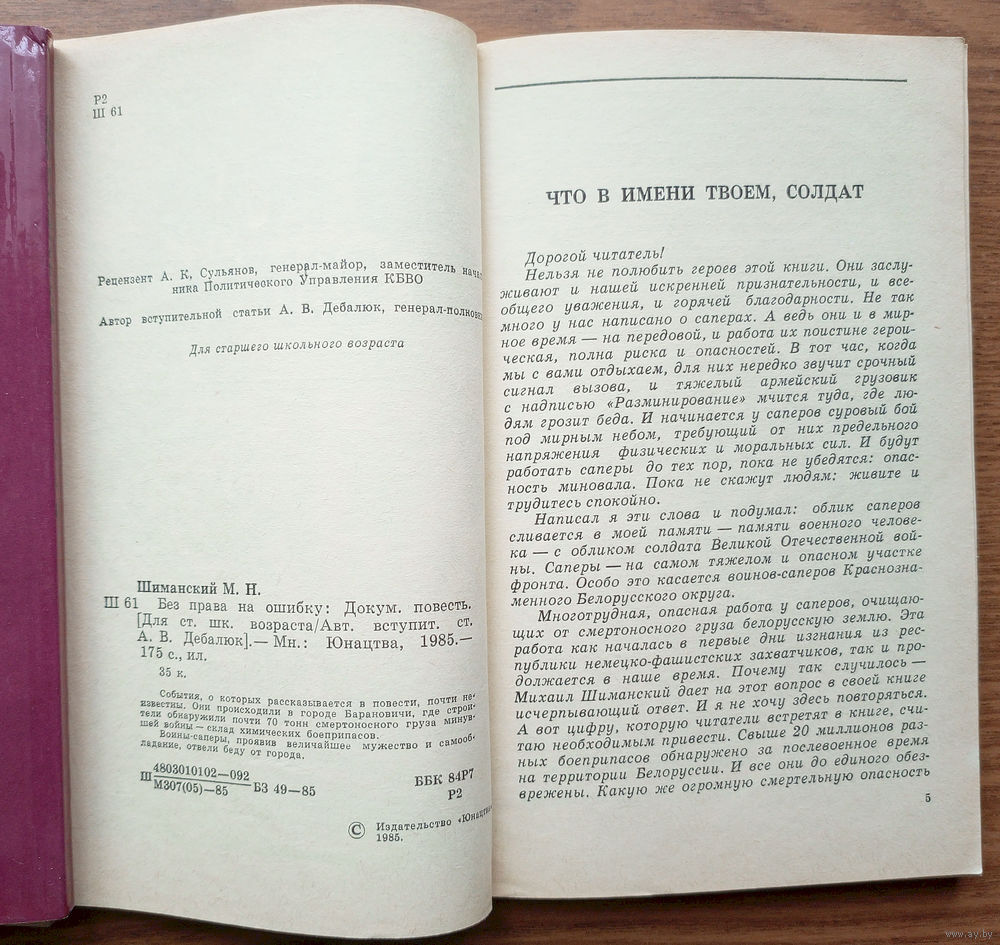 Р2
Ш 61
Рецензент А. К. Сульянов, генерал-майор, заместитель начал
ника Политического Управления КБВО
Автор вступительной статьи А. В. Дебалюк, генерал-полков
Для старшего школьного возраста
Шиманский М. Н.
Ш 61 Без права на ошибку: Докум. повесть.
[Для ст. шк. возраста/Авт. вступит. ст.
А. В. Дебалюк].— Мн.: Юнацтва, 1985.—
175 с., ил.
35 к.
События, о которых рассказывается в повести, почти не-
известны. Они происходили в городе Барановичи, где строи-
тели обнаружили почти 70 тонн смертоносного груза минув-
шей войны — склад химических боеприпасов.
Воины-саперы, проявив величайшее мужество и самооб-
ладание, отвели беду от города.
Ш 4803010102—092
М307(05)—85 БЗ 49—85
ББК 84Р7
Р2
© Издательство «Юнацтва
1985.
ЧТО В ИМЕНИ ТВОЕМ, СОЛДАТ
Дорогой читатель!
Нельзя не полюбить героев этой книги. Они заслу-
живают и нашей искренней признательности, и все-
общего уважения, и горячей благодарности. Не так
много у нас написано о саперах. А ведь они и в мир-
ное время — на передовой, и работа их поистине герои-
ческая, полна риска и опасностей. В тот час, когда
мы с вами отдыхаем, для них нередко звучит срочный
сигнал вызова, и тяжелый армейский грузовик
с надписью «Разминирование» мчится туда, где лю-
дям грозит беда. И начинается у саперов суровый бой
под мирным небом, требующий от них предельного
напряжения физических и моральных сил. И будут
работать саперы до тех пор, пока не убедятся: опас-
ность миновала. Пока не скажут людям: живите и
трудитесь спокойно.
Написал я эти слова и подумал: облик саперов
сливается в моей памяти — памяти военного челове-
ка — с обликом солдата Великой Отечественной вой-
ны. Саперы — на самом тяжелом и опасном участке
фронта. Особо это касается воинов-саперов Краснозна-
менного Белорусского округа.
Многотрудная, опасная работа у саперов, очищаю-
щих от смертоносного груза белорусскую землю. Эта
работа как началась в первые дни изгнания из рес-
публики немецко-фашистских захватчиков, так и про-
должается в наше время. Почему так случилось —
Михаил Шиманский дает на этот вопрос в своей книге
исчерпывающий ответ. И я не хочу здесь повторяться.
А вот цифру, которую читатели встретят в книге, счи-
таю необходимым привести. Свыше 20 миллионов раз-
ных боеприпасов обнаружено за послевоенное время
на территории Белоруссии. И все они до единого обез-
врежены. Какую же огромную смертельную опасность
5
www.ay.by